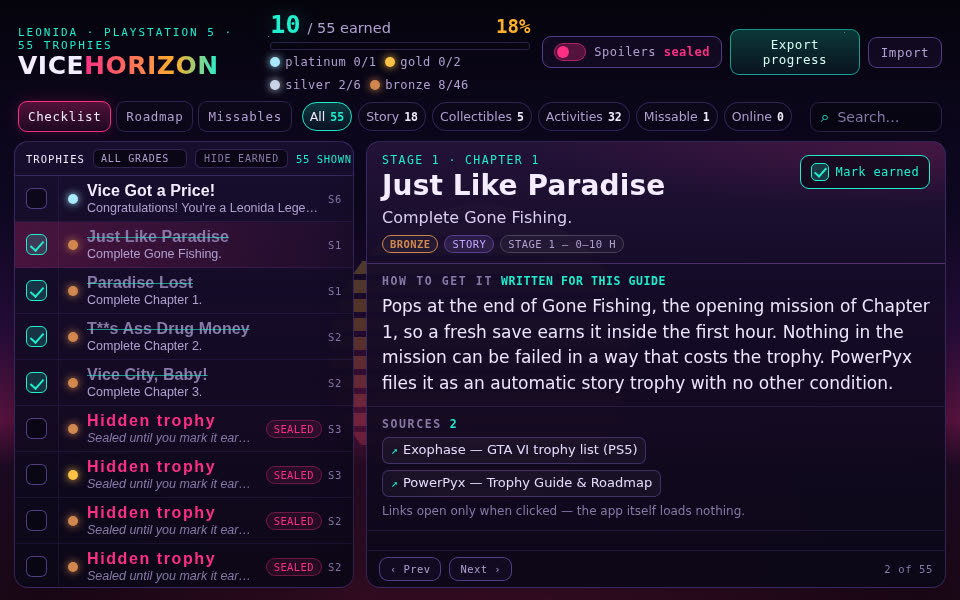 LEONIDA · PLAYSTATION 5 ·
55 TROPHIES
VICEHORIZON
10 / 55 earned 18%
platinum 0/1 gold 0/2
silver 2/6 bronze 8/46
Spoilers sealed
Export
progress
Import
Checklist Roadmap Missables
All 55 Story 18 Collectibles 5 Activities 32 Missable 1 Online 0
⌕ Search…
TROPHIES ALL GRADES HIDE EARNED 55 SHOWN
Vice Got a Price!
Congratulations! You're a Leonida Lege… S6
Just Like Paradise
Complete Gone Fishing. S1
Paradise Lost
Complete Chapter 1. S1
T**s Ass Drug Money
Complete Chapter 2. S2
Vice City, Baby!
Complete Chapter 3. S2
Hidden trophy
Sealed until you mark it ear… SEALED S3
Hidden trophy
Sealed until you mark it ear… SEALED S3
Hidden trophy
Sealed until you mark it ear… SEALED S2
Hidden trophy
Sealed until you mark it ear… SEALED S2
STAGE 1 · CHAPTER 1
Just Like Paradise
Mark earned
Complete Gone Fishing.
BRONZE STORY STAGE 1 — 0–10 H
HOW TO GET IT WRITTEN FOR THIS GUIDE
Pops at the end of Gone Fishing, the opening mission of Chapter
1, so a fresh save earns it inside the first hour. Nothing in the
mission can be failed in a way that costs the trophy. PowerPyx
files it as an automatic story trophy with no other condition.
SOURCES 2
↗ Exophase — GTA VI trophy list (PS5)
↗ PowerPyx — Trophy Guide & Roadmap
Links open only when clicked — the app itself loads nothing.
‹ Prev Next › 2 of 55